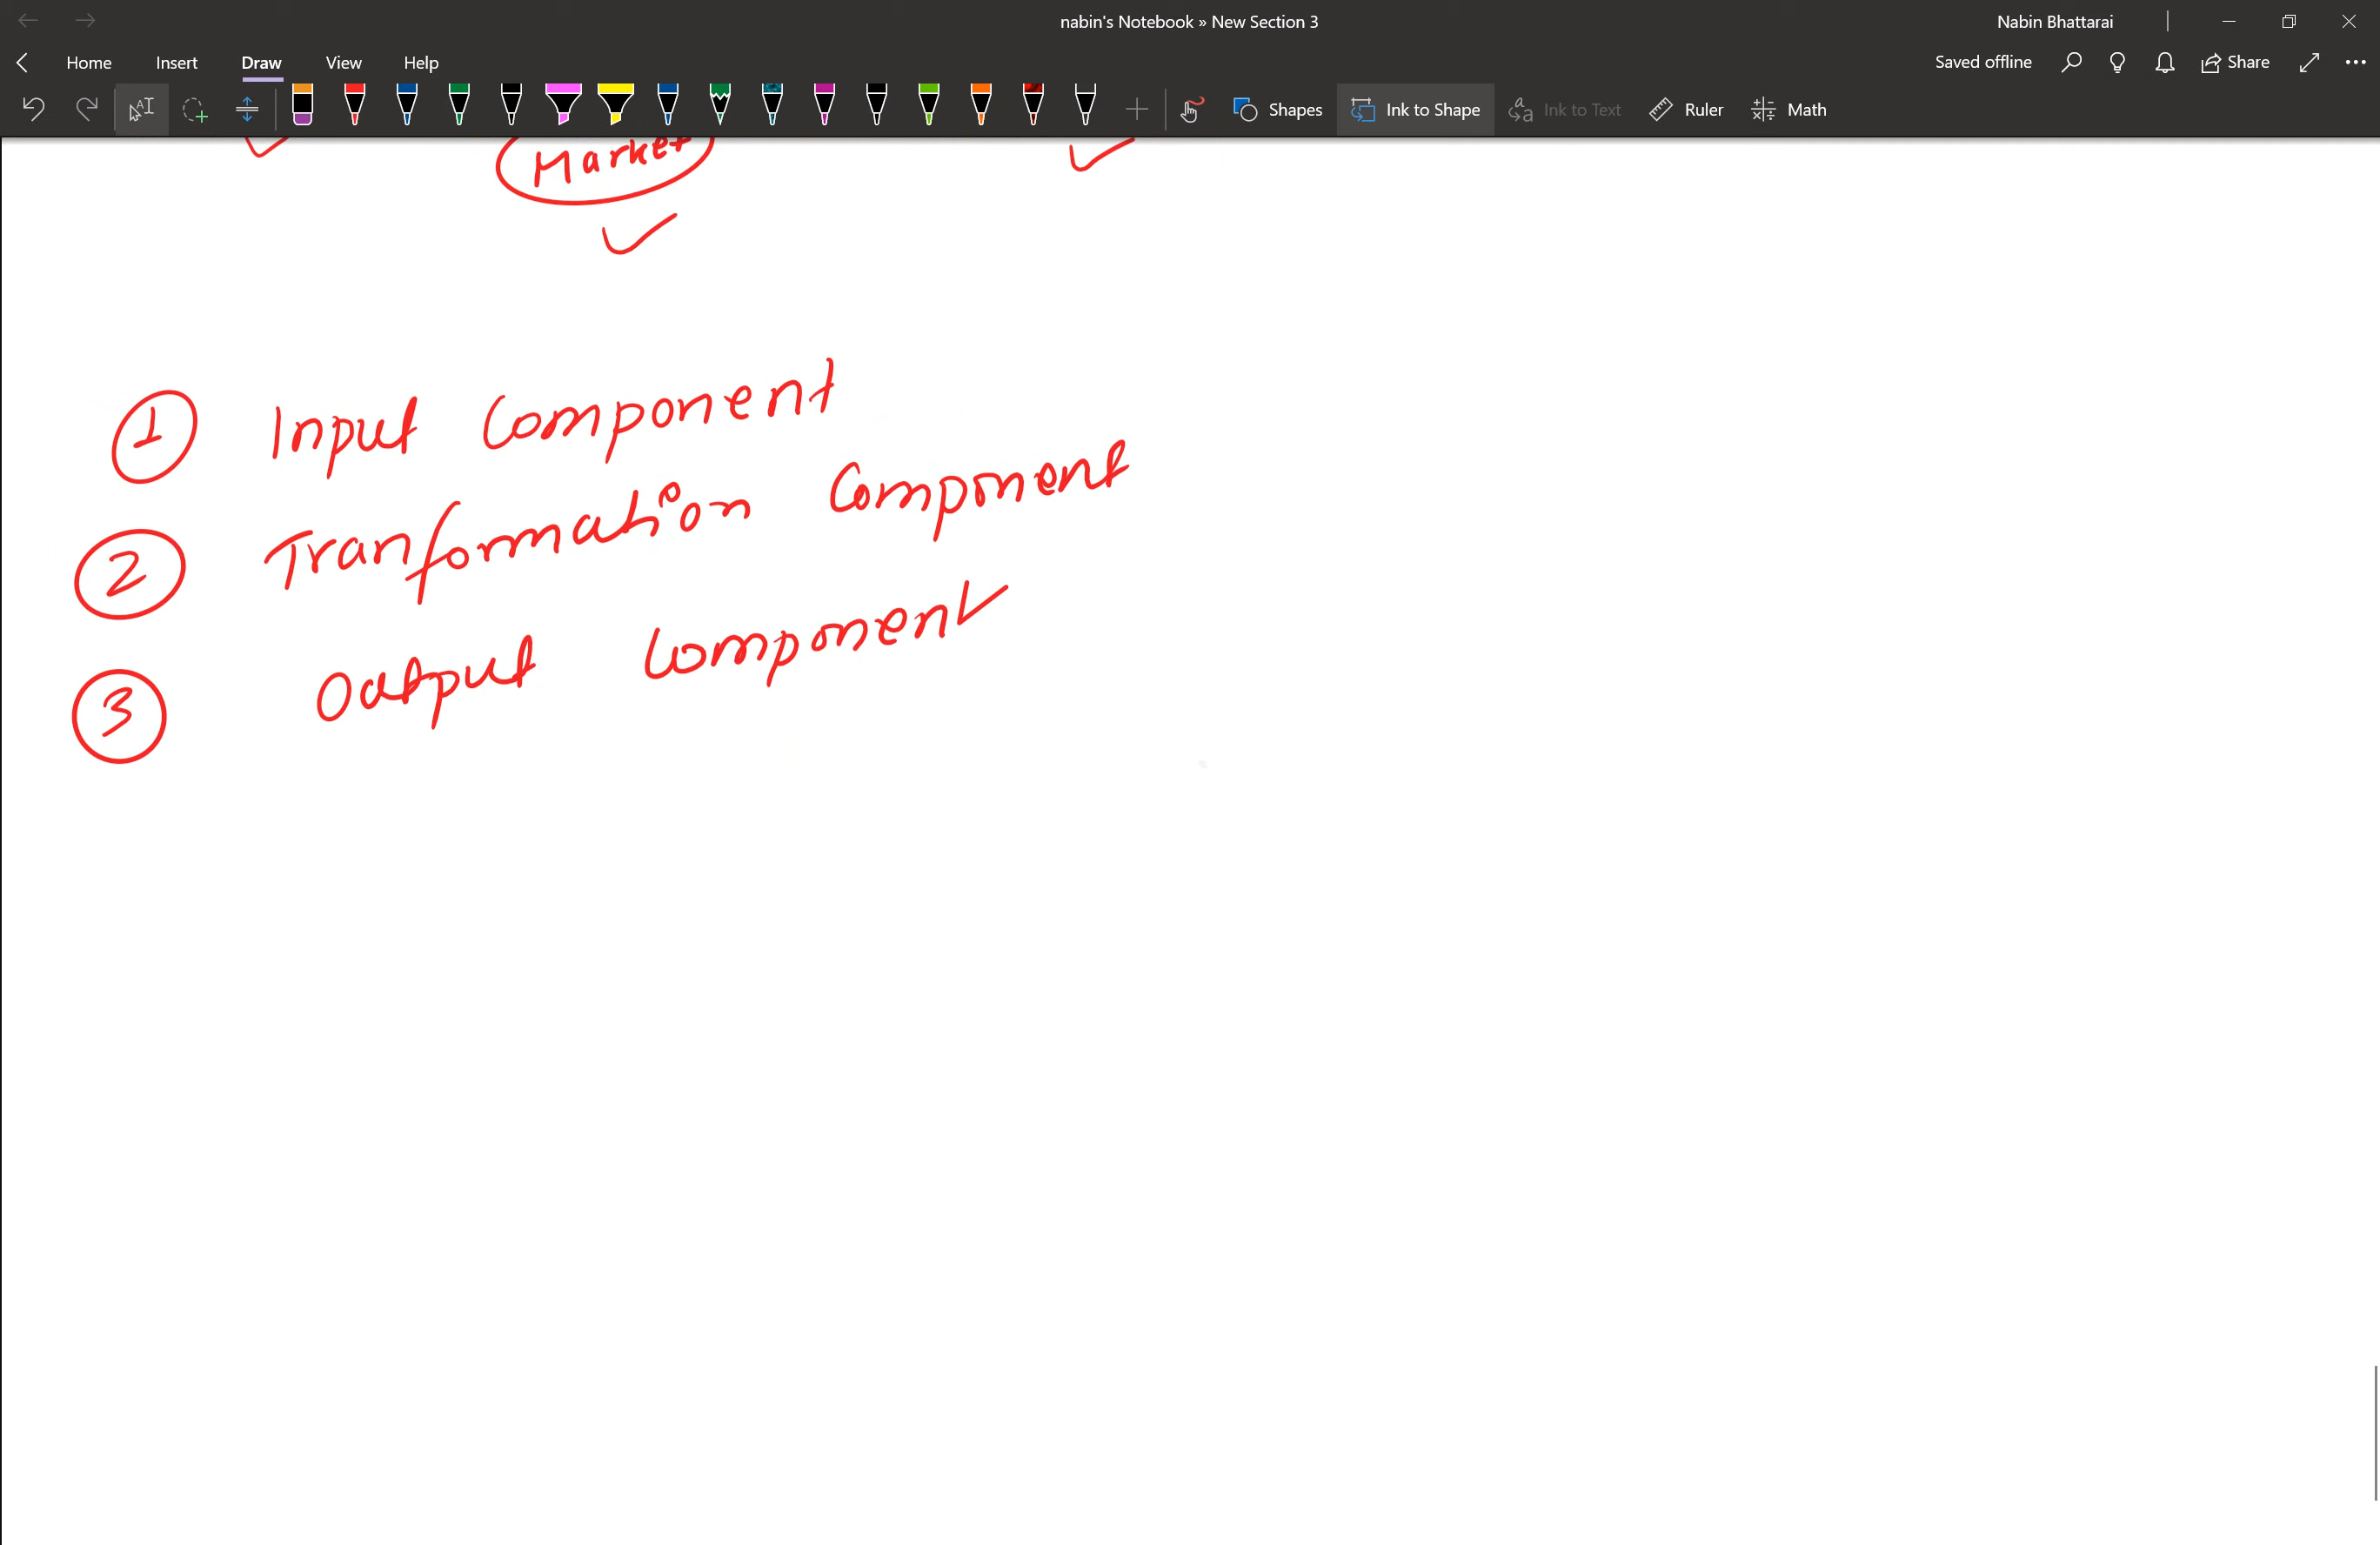 nabin's Notebook » New Section 3
Nabin Bhattarai
Home Insert Draw View Help
Saved offline
Share
Shapes
Ink to Shape
Ink to Text
Ruler
Math
Market
1 Input Component
2 Tranformation Component
3 Output Component